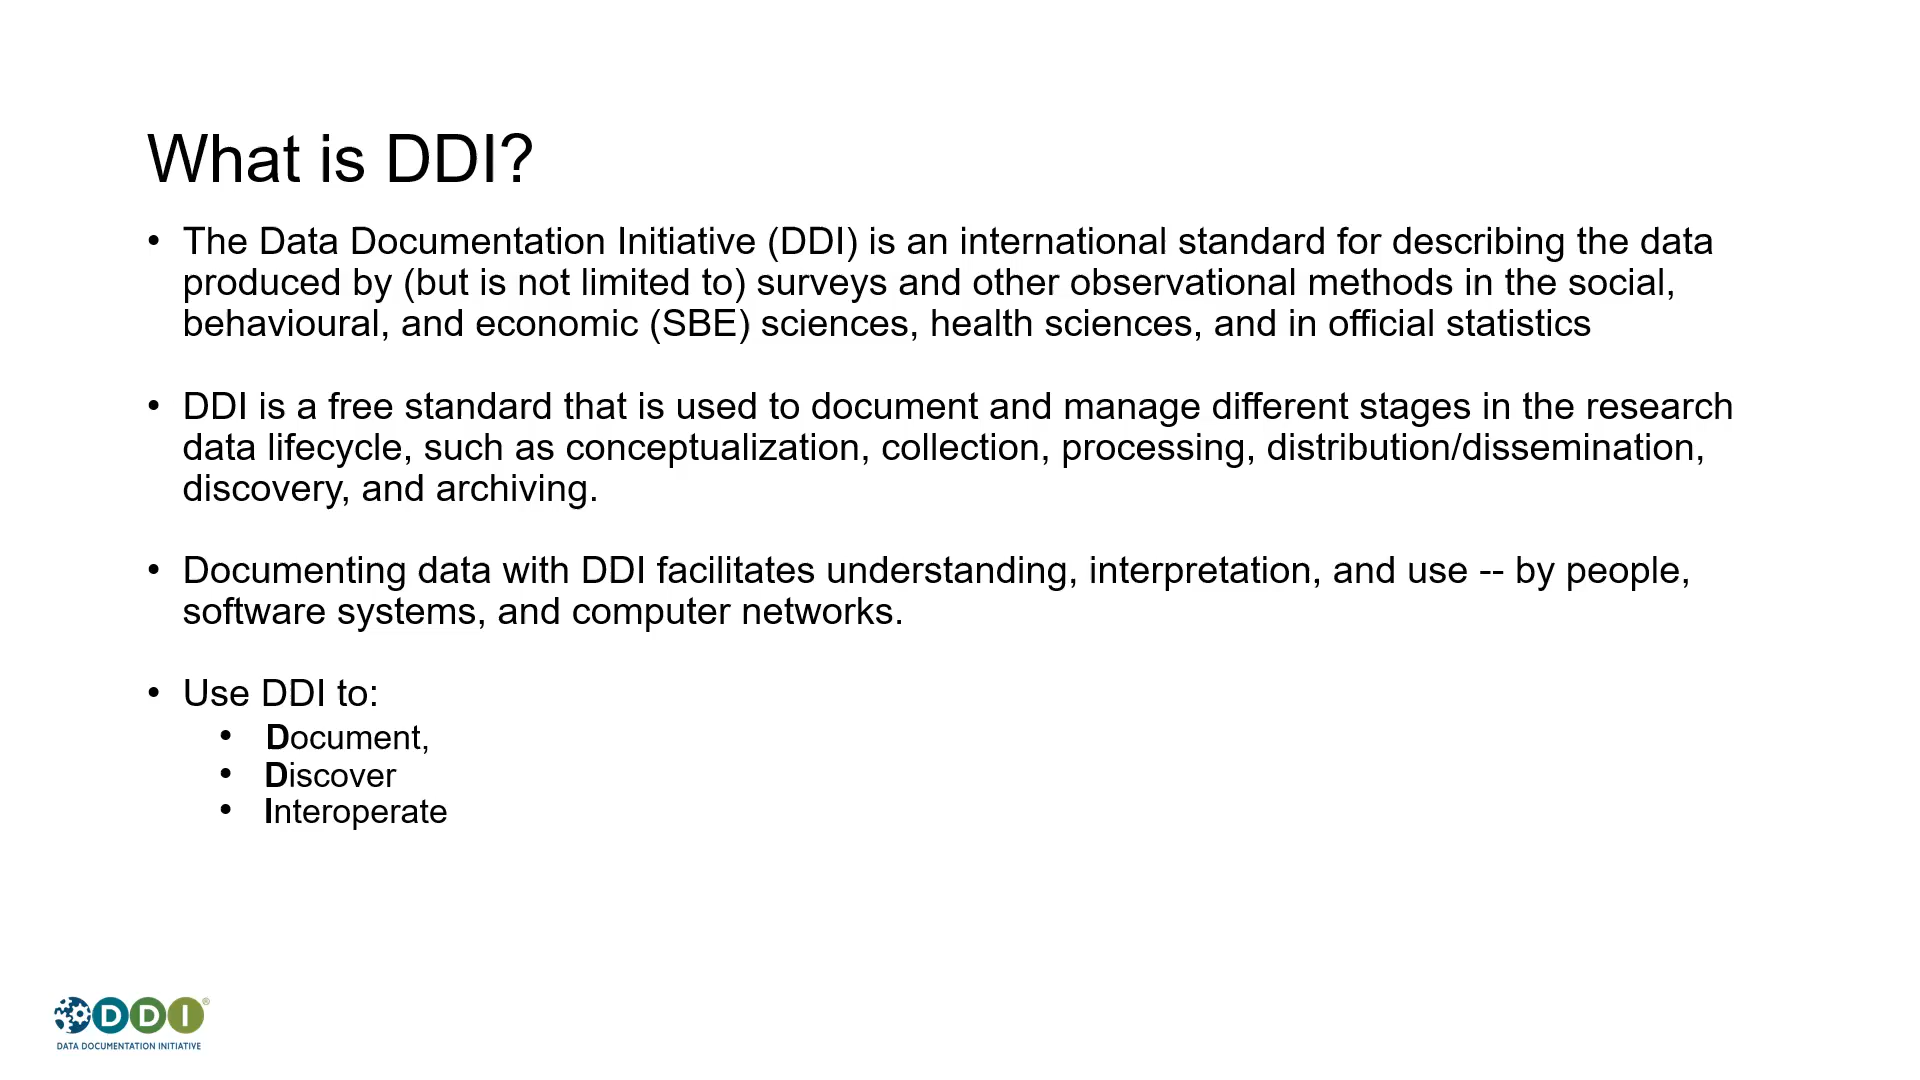 What is DDI?
• The Data Documentation Initiative (DDI) is an international standard for describing the data
produced by (but is not limited to) surveys and other observational methods in the social,
behavioural, and economic (SBE) sciences, health sciences, and in official statistics
• DDI is a free standard that is used to document and manage different stages in the research
data lifecycle, such as conceptualization, collection, processing, distribution/dissemination,
discovery, and archiving.
• Documenting data with DDI facilitates understanding, interpretation, and use -- by people,
software systems, and computer networks.
• Use DDI to:
• Document,
• Discover
• Interoperate
DDI®
DATA DOCUMENTATION INITIATIVE